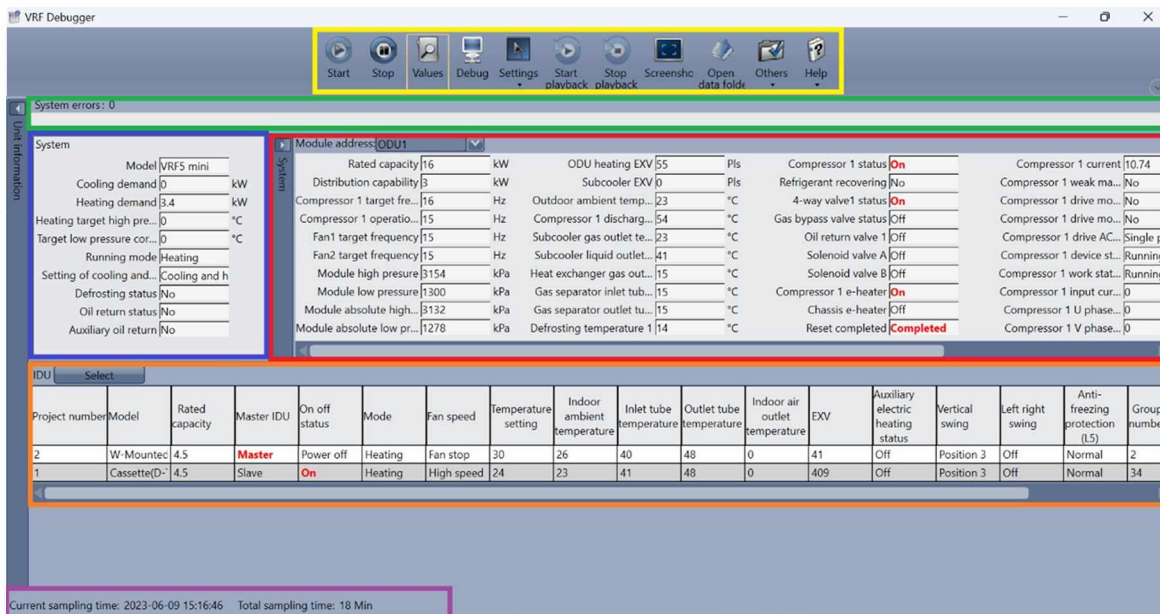 VRF Debugger
Start Stop Values Debug Settings Start playback Stop playback Screensho Open data folde Others Help
Unit information
System errors: 0
System
Model VRF5 mini
Cooling demand 0 kW
Heating demand 3.4 kW
Heating target high pre... 0 °C
Target low pressure cor... 0 °C
Running mode Heating
Setting of cooling and... Cooling and h
Defrosting status No
Oil return status No
Auxiliary oil return No
System
Module address: ODU1
Rated capacity 16 kW ODU heating EXV 55 Pls Compressor 1 status On Compressor 1 current 10.74
Distribution capability 3 kW Subcooler EXV 0 Pls Refrigerant recovering No Compressor 1 weak ma... No
Compressor 1 target fre... 16 Hz Outdoor ambient temp... 23 °C 4-way valve1 status On Compressor 1 drive mo... No
Compressor 1 operatio... 15 Hz Compressor 1 discharg... 54 °C Gas bypass valve status Off Compressor 1 drive mo... No
Fan1 target frequency 15 Hz Subcooler gas outlet te... 23 °C Oil return valve 1 Off Compressor 1 drive AC... Single p
Fan2 target frequency 15 Hz Subcooler liquid outlet... 41 °C Solenoid valve A Off Compressor 1 device st... Running
Module high presure 3154 kPa Heat exchanger gas out... 15 °C Solenoid valve B Off Compressor 1 work stat... Running
Module low pressure 1300 kPa Gas separator inlet tub... 15 °C Compressor 1 e-heater On Compressor 1 input cur... 0
Module absolute high... 3132 kPa Gas separator outlet tu... 15 °C Chassis e-heater Off Compressor 1 U phase... 0
Module absolute low pr... 1278 kPa Defrosting temperature 1 14 °C Reset completed Completed Compressor 1 V phase... 0
IDU Select
Project number Model Rated capacity Master IDU On off status Mode Fan speed Temperature setting Indoor ambient temperature Inlet tube temperature Outlet tube temperature Indoor air outlet temperature EXV Auxiliary electric heating status Vertical swing Left right swing Anti-freezing protection (L5) Group numbe
2 W-Mounted 4.5 Master Power off Heating Fan stop 30 26 40 48 0 41 Off Position 3 Off Normal 2
1 Cassette(D- 4.5 Slave On Heating High speed 24 23 41 48 0 409 Off Position 3 Off Normal 34
Current sampling time: 2023-06-09 15:16:46 Total sampling time: 18 Min